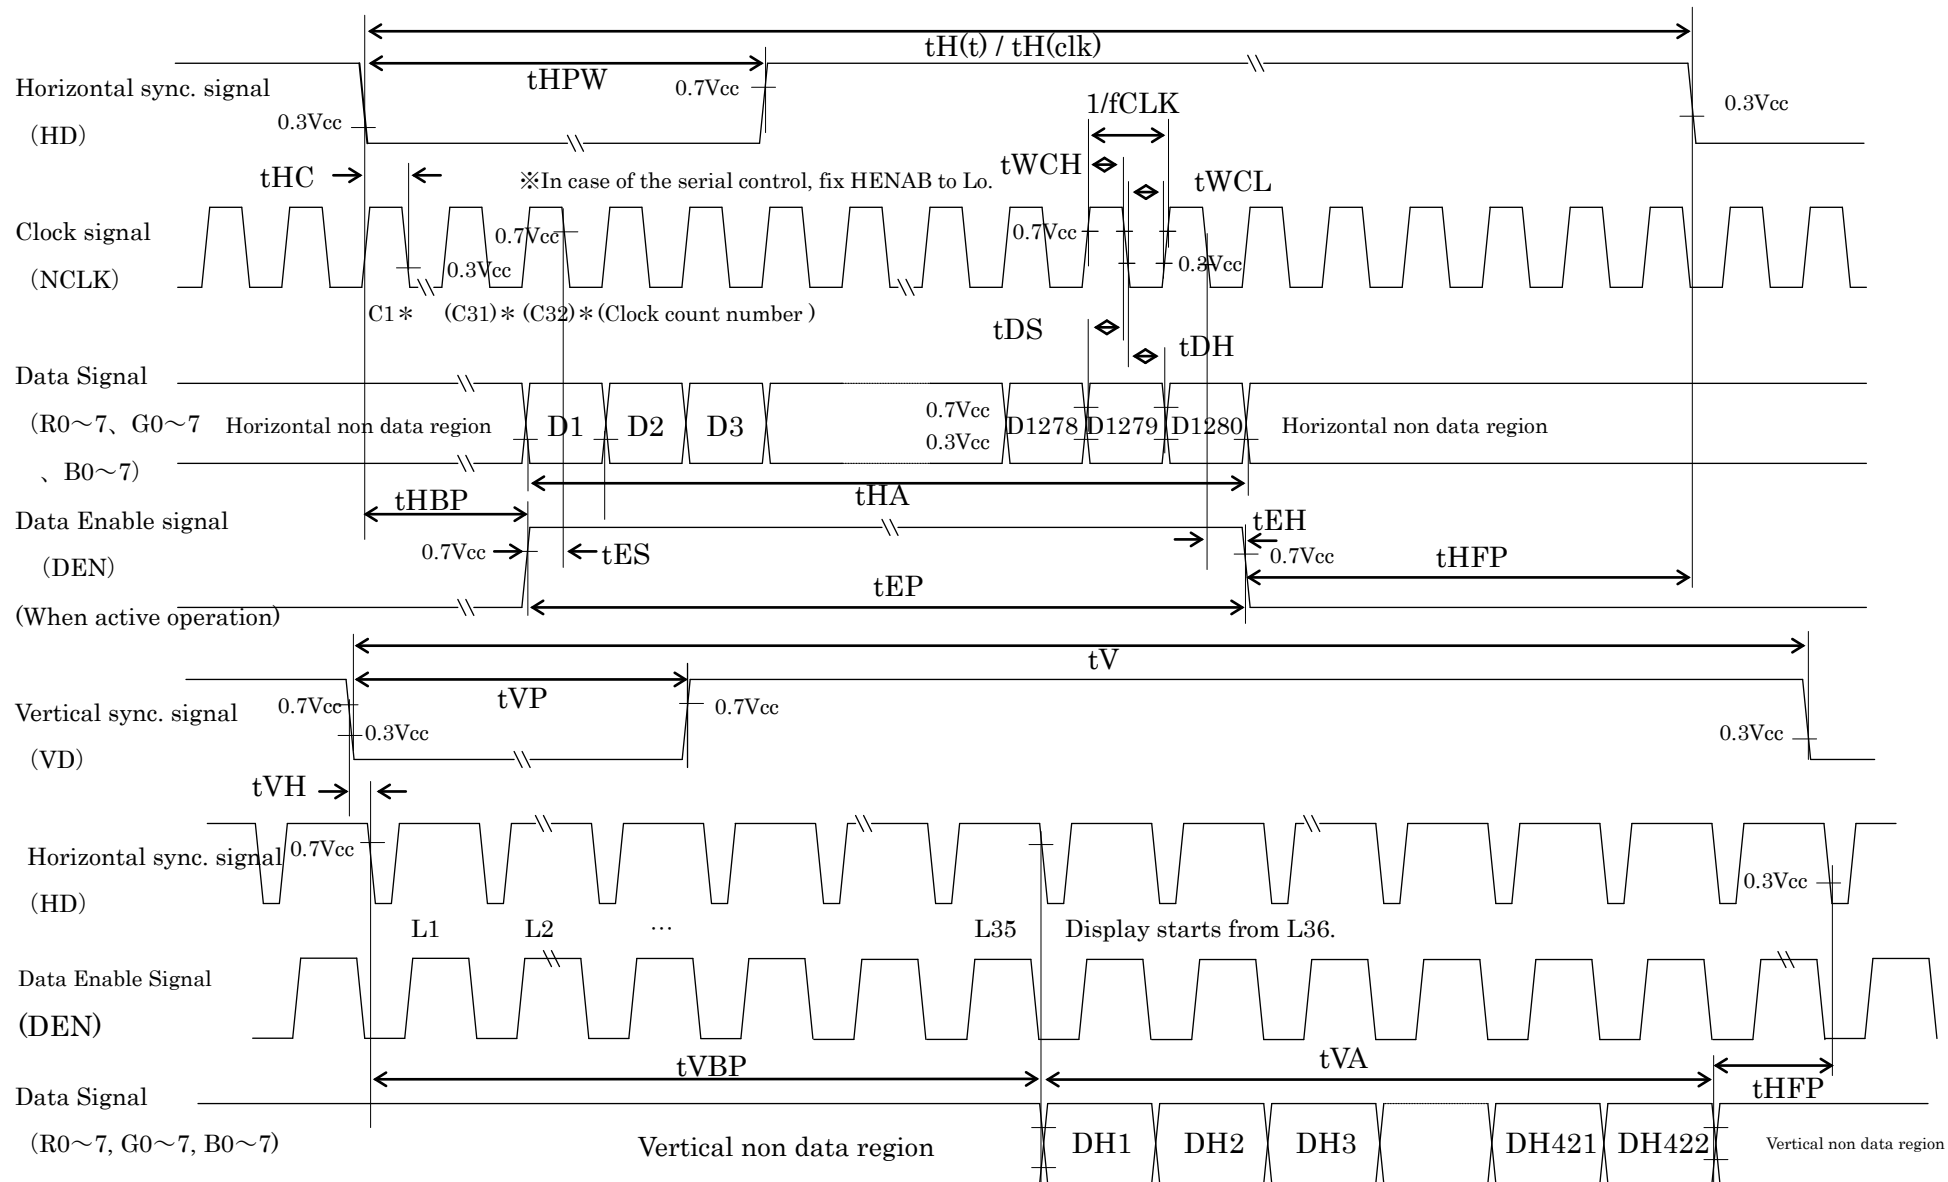 tH(t) / tH(clk)
tHPW
Horizontal sync. signal
0.7Vcc
1/fCLK
0.3Vcc
0.3Vcc
（HD）
tHC
※In case of the serial control, fix HENAB to Lo.
tWCH
tWCL
Clock signal
0.7Vcc
0.7Vcc
（NCLK）
0.3Vcc
0.3Vcc
C1＊
(C31)＊
(C32)＊
(Clock count number )
tDS
tDH
Data Signal
（R0～7、G0～7
Horizontal non data region
D1
D2
D3
0.7Vcc
0.3Vcc
D1278
D1279
D1280
Horizontal non data region
、B0～7）
tHBP
tHA
Data Enable signal
0.7Vcc
tES
tEH
0.7Vcc
tHFP
（DEN）
tEP
(When active operation)
tV
tVP
Vertical sync. signal
0.7Vcc
0.7Vcc
0.3Vcc
0.3Vcc
（VD）
tVH
Horizontal sync. signal
0.7Vcc
0.3Vcc
（HD）
L1
L2
…
L35
Display starts from L36.
Data Enable Signal
(DEN)
tVBP
tVA
tHFP
Data Signal
（R0～7, G0～7, B0～7）
Vertical non data region
DH1
DH2
DH3
DH421
DH422
Vertical non data region